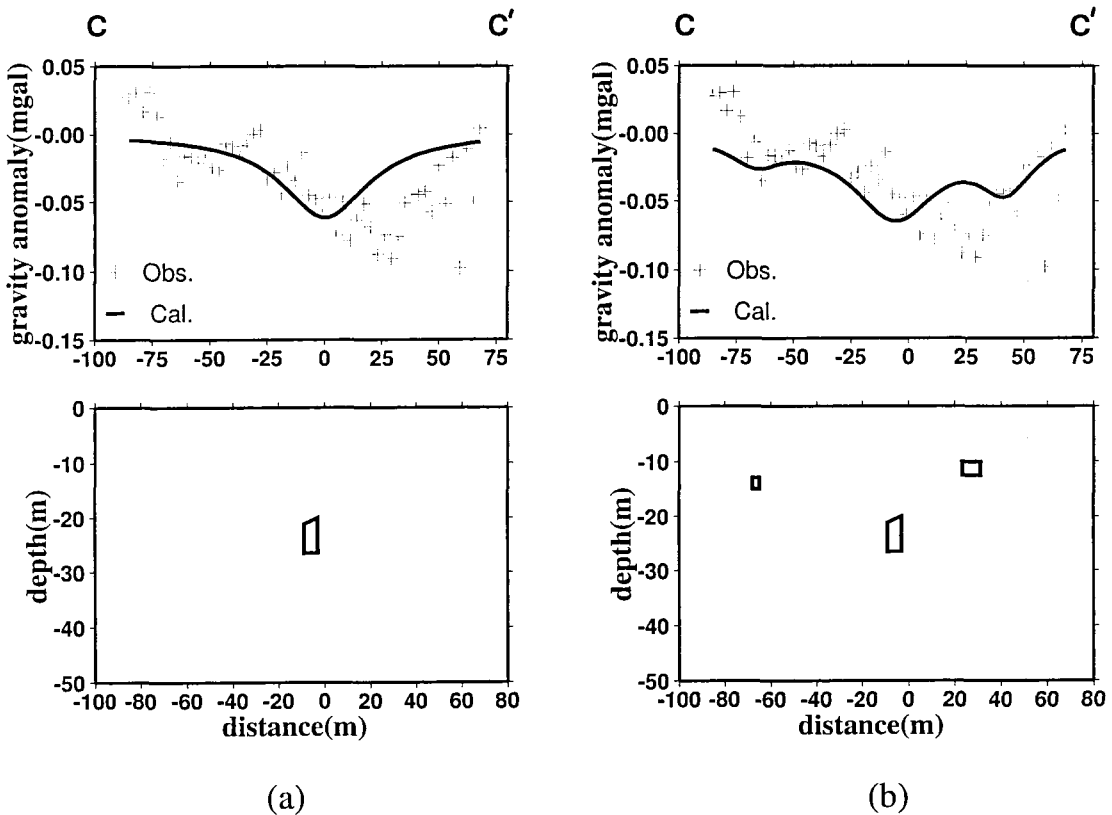 C C'
gravity anomaly(mgal)
0.05
-0.00
-0.05
-0.10
-0.15
Obs.
Cal.
-100 -75 -50 -25 0 25 50 75
depth(m)
0
-10
-20
-30
-40
-50
-100 -80 -60 -40 -20 0 20 40 60 80
distance(m)
(a)
C C'
gravity anomaly(mgal)
0.05
-0.00
-0.05
-0.10
-0.15
Obs.
Cal.
-100 -75 -50 -25 0 25 50 75
depth(m)
0
-10
-20
-30
-40
-50
-100 -80 -60 -40 -20 0 20 40 60 80
distance(m)
(b)